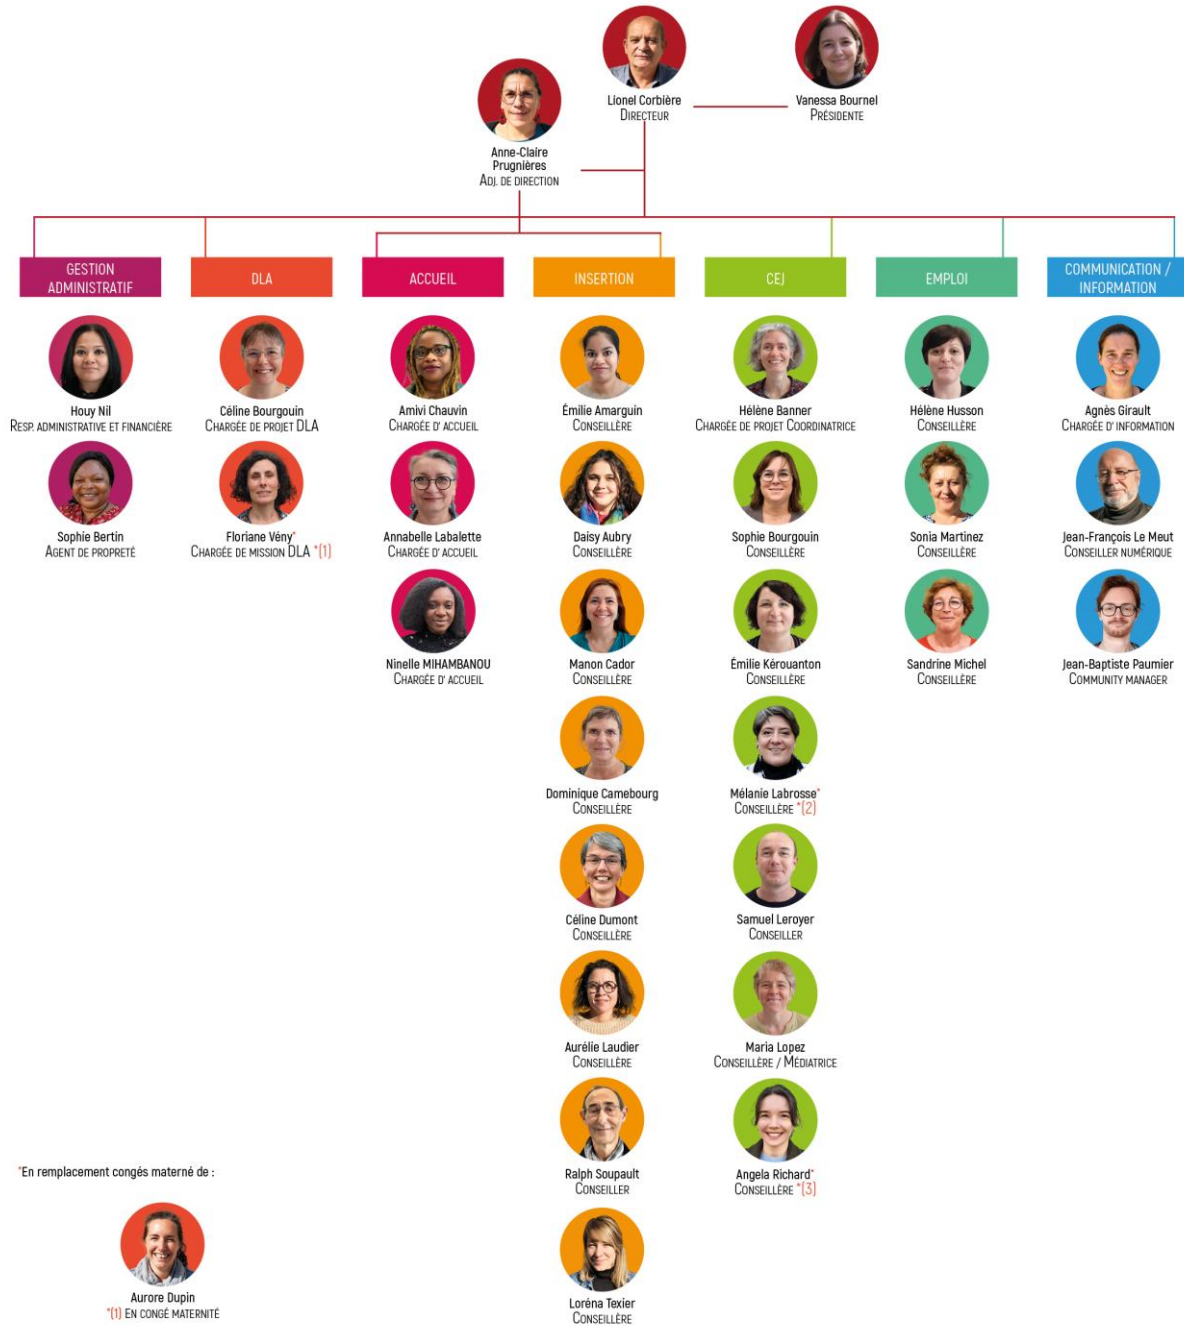 Lionel Corbière
Directeur
Vanessa Bournel
Présidente
Anne-Claire
Prugnières
Adj. de direction
GESTION
ADMINISTRATIF
Houy Nil
Resp. administrative et financière
Sophie Bertin
Agent de propreté
DLA
Céline Bourgouin
Chargée de projet DLA
Floriane Vény*
Chargée de mission DLA *(1)
ACCUEIL
Amivi Chauvin
Chargée d' accueil
Annabelle Labalette
Chargée d' accueil
Ninelle MIHAMBANOU
Chargée d' accueil
INSERTION
Émilie Amarguin
Conseillère
Daisy Aubry
Conseillère
Manon Cador
Conseillère
Dominique Camebourg
Conseillère
Céline Dumont
Conseillère
Aurélie Laudier
Conseillère
Ralph Soupault
Conseiller
Loréna Texier
Conseillère
CEJ
Hélène Banner
Chargée de projet Coordinatrice
Sophie Bourgouin
Conseillère
Émilie Kérouanton
Conseillère
Mélanie Labrosse*
Conseillère *(2)
Samuel Leroyer
Conseiller
Maria Lopez
Conseillère / Médiatrice
Angela Richard*
Conseillère *(3)
EMPLOI
Hélène Husson
Conseillère
Sonia Martinez
Conseillère
Sandrine Michel
Conseillère
COMMUNICATION /
INFORMATION
Agnès Girault
Chargée d' information
Jean-François Le Meut
Conseiller numérique
Jean-Baptiste Paumier
Community manager
*En remplacement congés materné de :
Aurore Dupin
*(1) En congé maternité